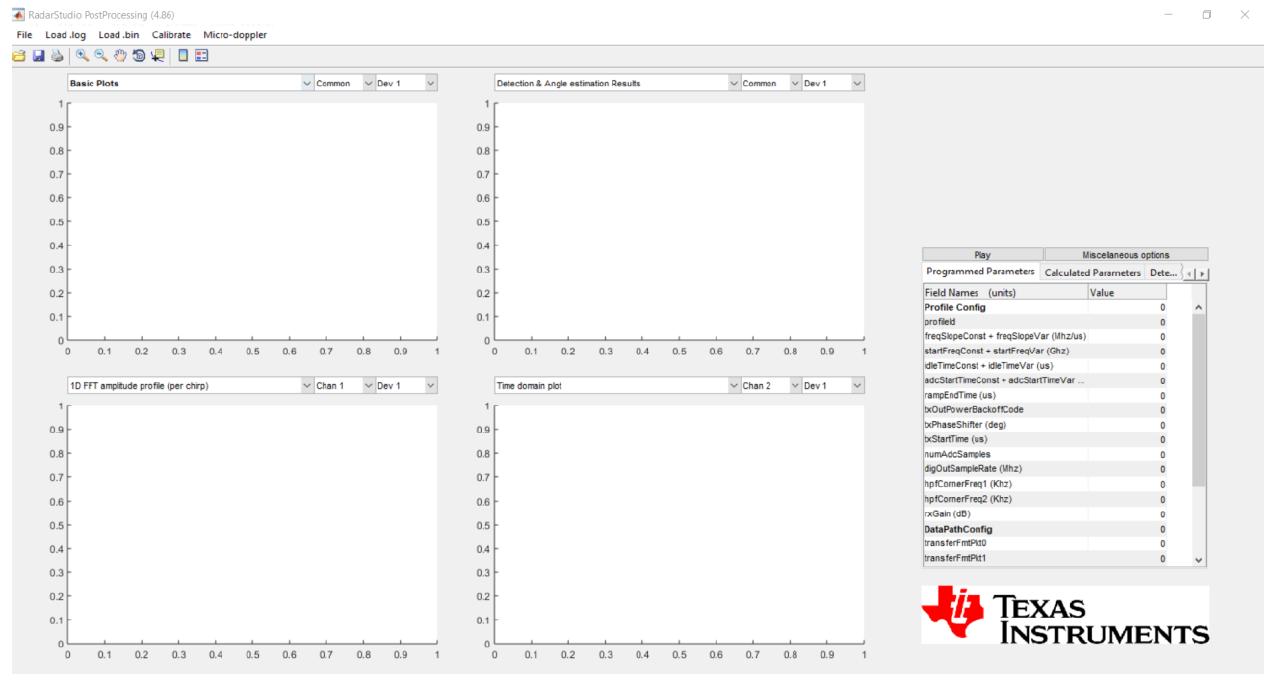 RadarStudio PostProcessing (4.86)
File Load .log Load .bin Calibrate Micro-doppler
Basic Plots Common Dev 1
1
0.9
0.8
0.7
0.6
0.5
0.4
0.3
0.2
0.1
0
0 0.1 0.2 0.3 0.4 0.5 0.6 0.7 0.8 0.9 1
Detection & Angle estimation Results Common Dev 1
1
0.9
0.8
0.7
0.6
0.5
0.4
0.3
0.2
0.1
0
0 0.1 0.2 0.3 0.4 0.5 0.6 0.7 0.8 0.9 1
1D FFT amplitude profile (per chirp) Chan 1 Dev 1
1
0.9
0.8
0.7
0.6
0.5
0.4
0.3
0.2
0.1
0
0 0.1 0.2 0.3 0.4 0.5 0.6 0.7 0.8 0.9 1
Time domain plot Chan 2 Dev 1
1
0.9
0.8
0.7
0.6
0.5
0.4
0.3
0.2
0.1
0
0 0.1 0.2 0.3 0.4 0.5 0.6 0.7 0.8 0.9 1
Play Miscelaneous options
Programmed Parameters Calculated Parameters Dete...
Field Names (units) Value
Profile Config 0
profileId 0
freqSlopeConst + freqSlopeVar (Mhz/us) 0
startFreqConst + startFreqVar (Ghz) 0
idleTimeConst + idleTimeVar (us) 0
adcStartTimeConst + adcStartTimeVar ... 0
rampEndTime (us) 0
txOutPowerBackoffCode 0
txPhaseShifter (deg) 0
txStartTime (us) 0
numAdcSamples 0
digOutSampleRate (Mhz) 0
hpfCornerFreq1 (Khz) 0
hpfCornerFreq2 (Khz) 0
rxGain (dB) 0
DataPathConfig 0
transferFmtPkt0 0
transferFmtPkt1 0
TEXAS
INSTRUMENTS